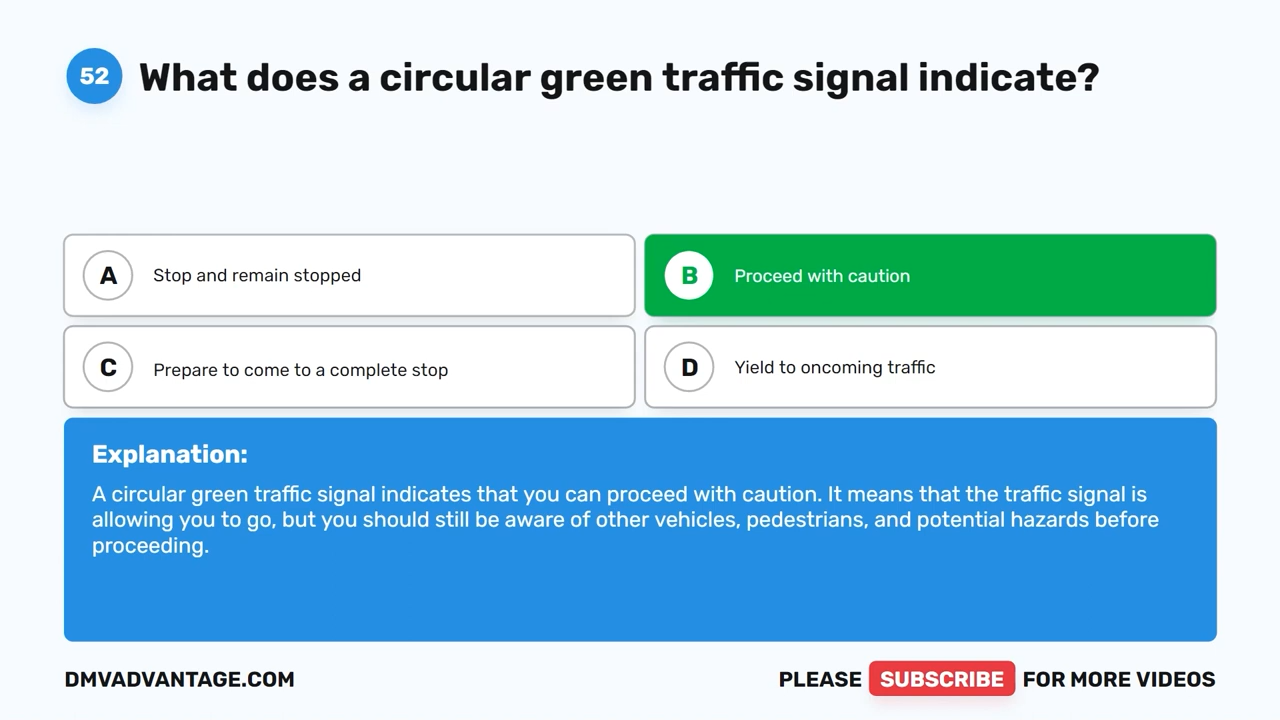 52 What does a circular green traffic signal indicate?
A Stop and remain stopped
B Proceed with caution
C Prepare to come to a complete stop
D Yield to oncoming traffic
Explanation:
A circular green traffic signal indicates that you can proceed with caution. It means that the traffic signal is
allowing you to go, but you should still be aware of other vehicles, pedestrians, and potential hazards before
proceeding.
DMVADVANTAGE.COM
PLEASE SUBSCRIBE FOR MORE VIDEOS